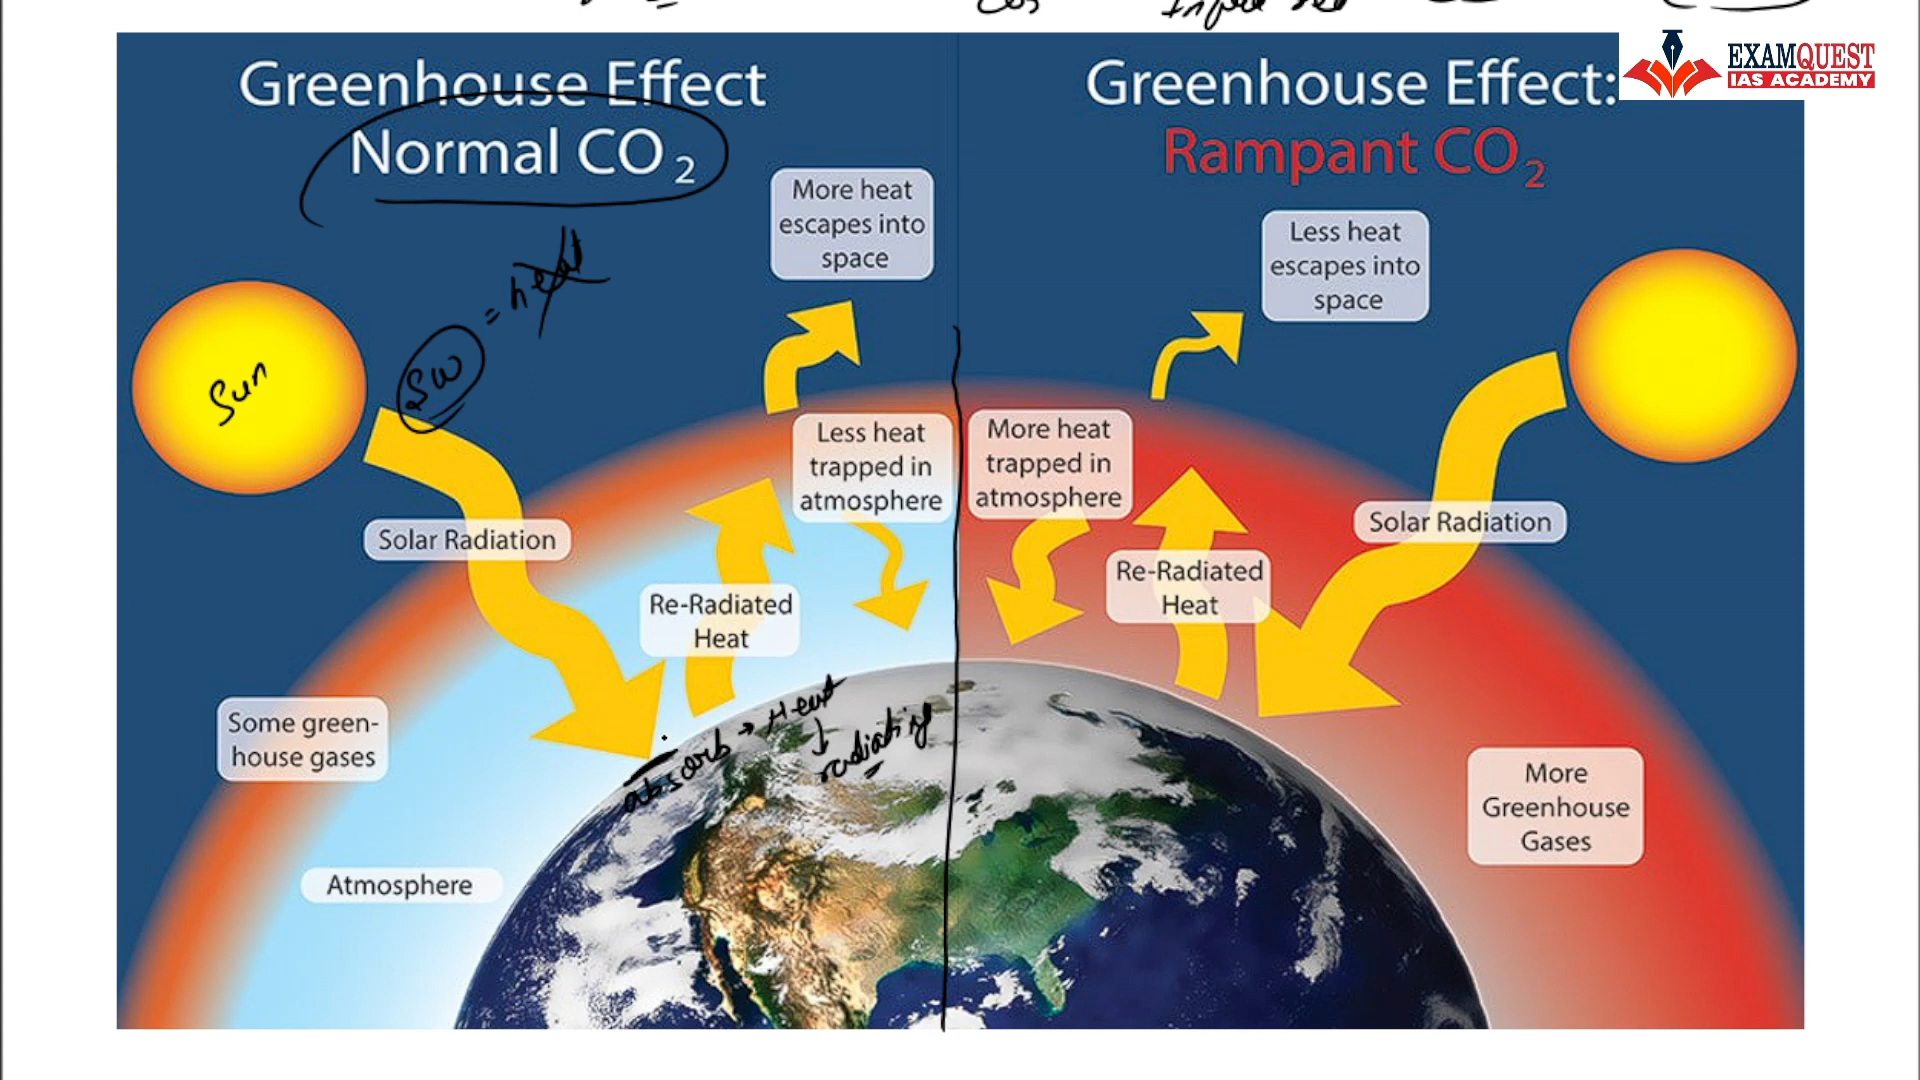 EXAMQUEST
IAS ACADEMY
Greenhouse Effect
Normal CO₂
Greenhouse Effect:
Rampant CO₂
More heat
escapes into
space
Less heat
escapes into
space
SW = heat
Sun
Less heat
trapped in
atmosphere
More heat
trapped in
atmosphere
Solar Radiation
Solar Radiation
Re-Radiated
Heat
Re-Radiated
Heat
absorb → Heat
↓
radiating
Some green-
house gases
More
Greenhouse
Gases
Atmosphere